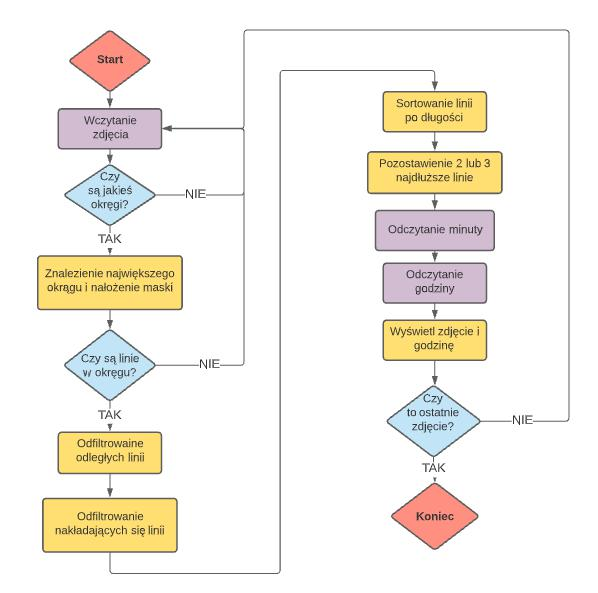 Start
Wczytanie
zdjęcia
Czy
są jakieś
okręgi?
NIE
TAK
Znalezienie największego
okrągu i nałożenie maski
Czy są linie
w okręgu?
NIE
TAK
Odfiltrowaine
odległych linii
Odfiltrowanie
nakładających się linii
Sortowanie linii
po długości
Pozostawienie 2 lub 3
najdłuższe linie
Odczytanie minuty
Odczytanie
godziny
Wyświetl zdjęcie i
godzinę
Czy
to ostatnie
zdjęcie?
NIE
TAK
Koniec